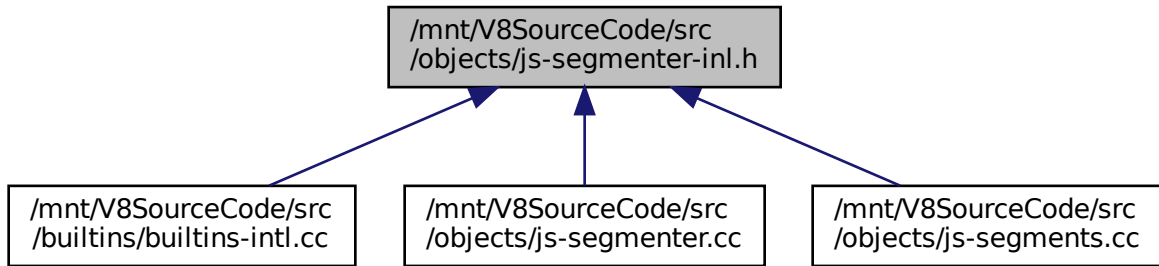 /mnt/V8SourceCode/src
/objects/js-segmenter-inl.h
/mnt/V8SourceCode/src
/builtins/builtins-intl.cc
/mnt/V8SourceCode/src
/objects/js-segmenter.cc
/mnt/V8SourceCode/src
/objects/js-segments.cc